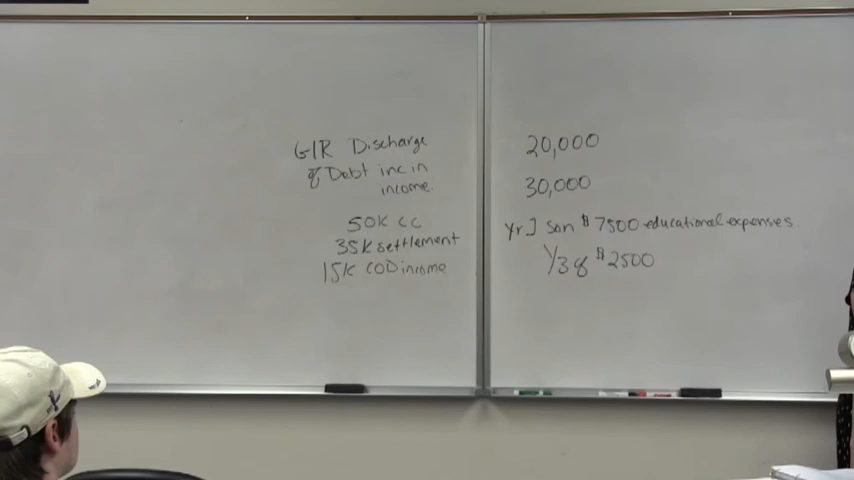 GIR Discharge
of Debt inc in
income.
50K CC
35K settlement
15K COD income
20,000
30,000
yr 1 son $7500 educational expenses.
1/3 of $2500